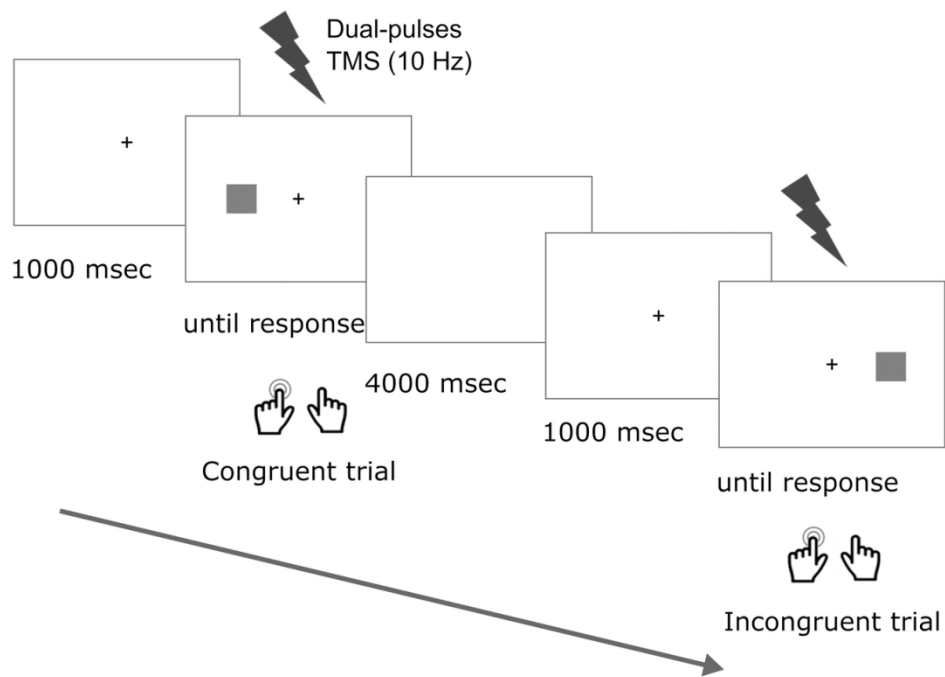 Dual-pulses
TMS (10 Hz)
1000 msec
until response
4000 msec
1000 msec
until response
Congruent trial
Incongruent trial